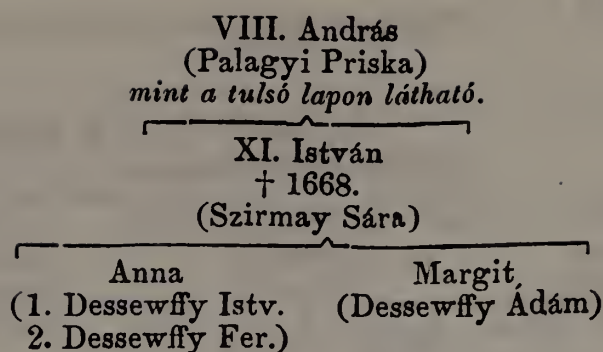 VIII. András
(Palagyi Priska)
mint a tulsó lapon látható.
XI. István
† 1668.
(Szirmay Sára)
Anna Margit
(1. Dessewffy Istv. (Dessewffy Ádám)
2. Dessewffy Fer.)